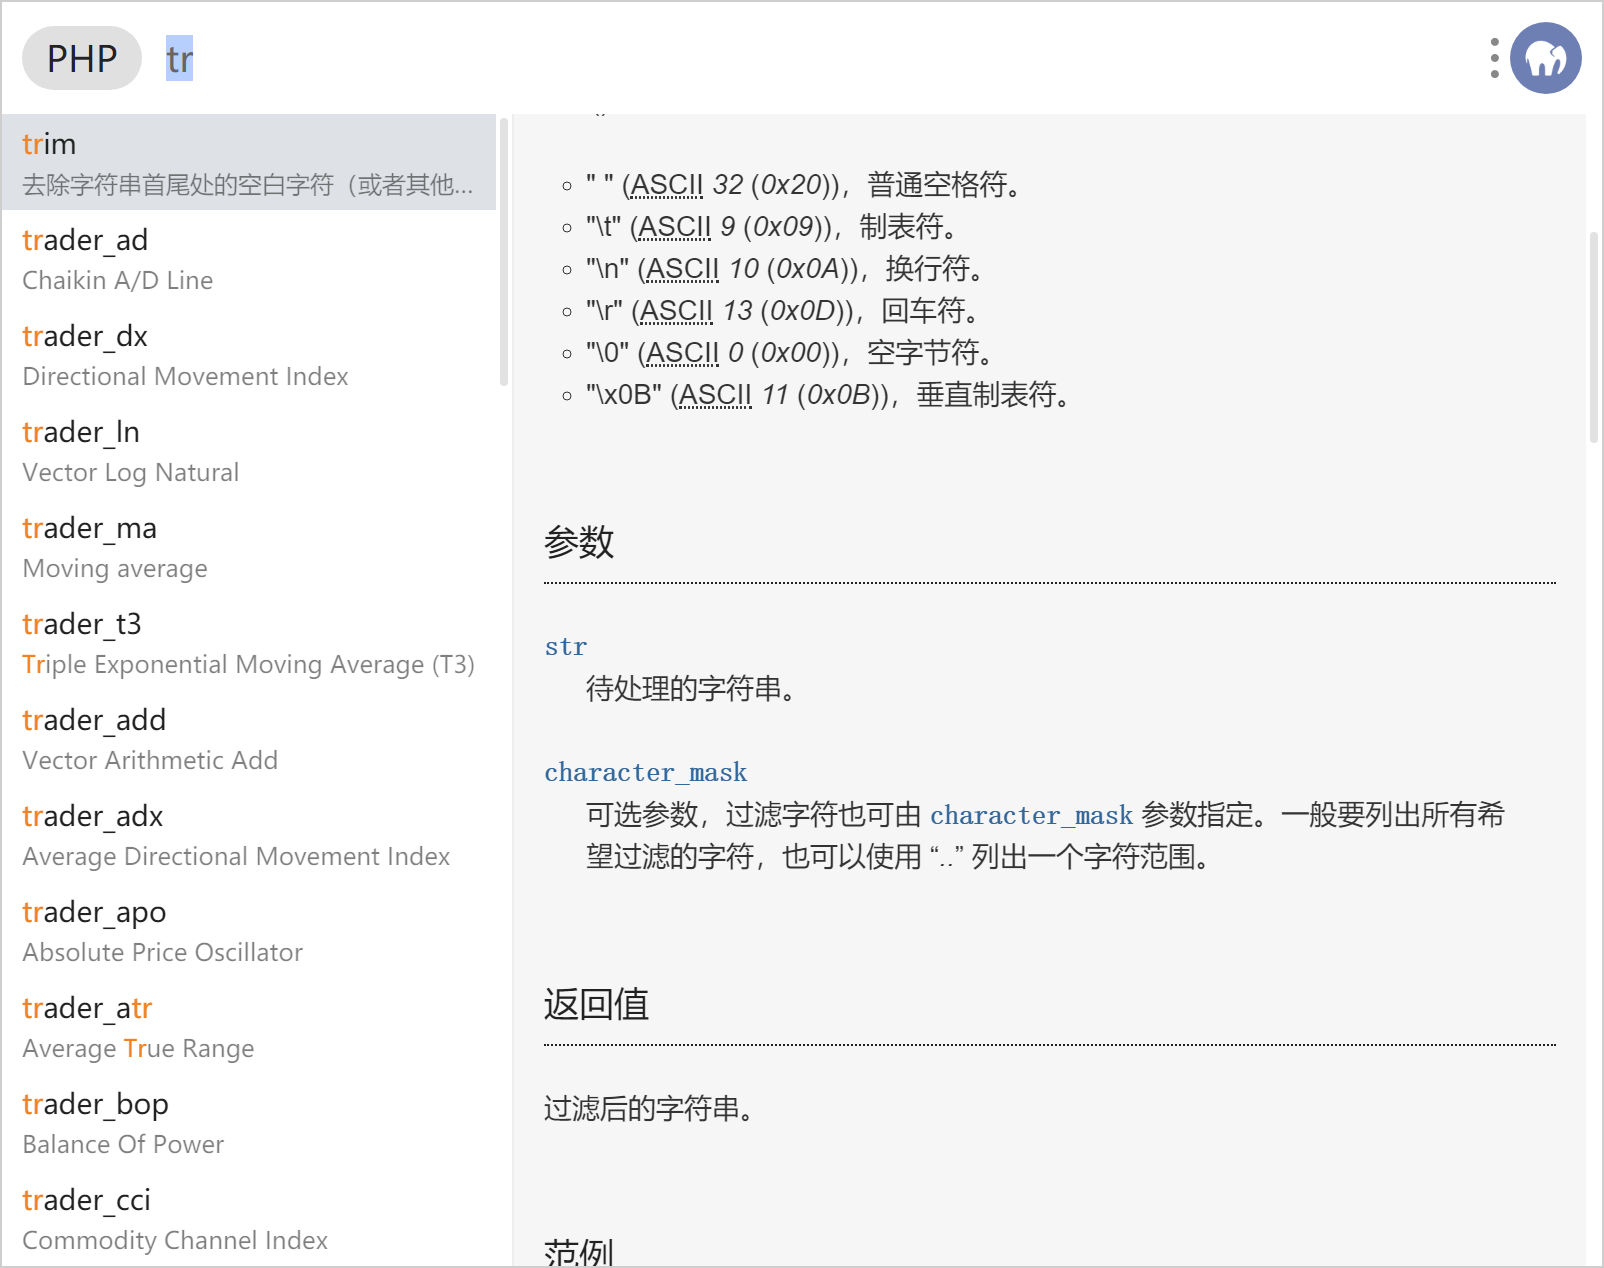 PHP tr
trim
去除字符串首尾处的空白字符（或者其他...
trader_ad
Chaikin A/D Line
trader_dx
Directional Movement Index
trader_ln
Vector Log Natural
trader_ma
Moving average
trader_t3
Triple Exponential Moving Average (T3)
trader_add
Vector Arithmetic Add
trader_adx
Average Directional Movement Index
trader_apo
Absolute Price Oscillator
trader_atr
Average True Range
trader_bop
Balance Of Power
trader_cci
Commodity Channel Index
" " (ASCII 32 (0x20))，普通空格符。
"\t" (ASCII 9 (0x09))，制表符。
"\n" (ASCII 10 (0x0A))，换行符。
"\r" (ASCII 13 (0x0D))，回车符。
"\0" (ASCII 0 (0x00))，空字节符。
"\x0B" (ASCII 11 (0x0B))，垂直制表符。
参数
str
待处理的字符串。
character_mask
可选参数，过滤字符也可由 character_mask 参数指定。一般要列出所有希
望过滤的字符，也可以使用 “..” 列出一个字符范围。
返回值
过滤后的字符串。
范例